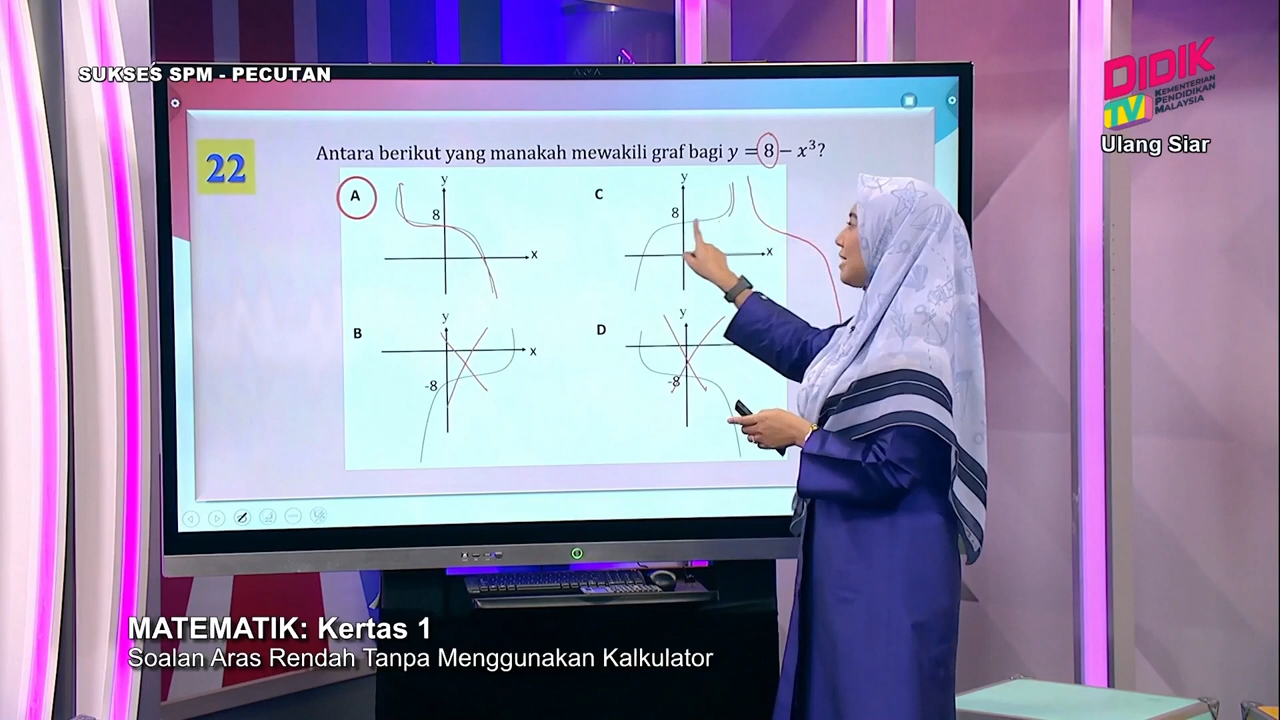 SUKSES SPM - PECUTAN
DIDIK
TV
KEMENTERIAN
PENDIDIKAN
MALAYSIA
Ulang Siar
22
Antara berikut yang manakah mewakili graf bagi y = 8 − x³?
A
y
8
x
C
y
8
x
B
y
x
-8
D
y
-8
MATEMATIK: Kertas 1
Soalan Aras Rendah Tanpa Menggunakan Kalkulator